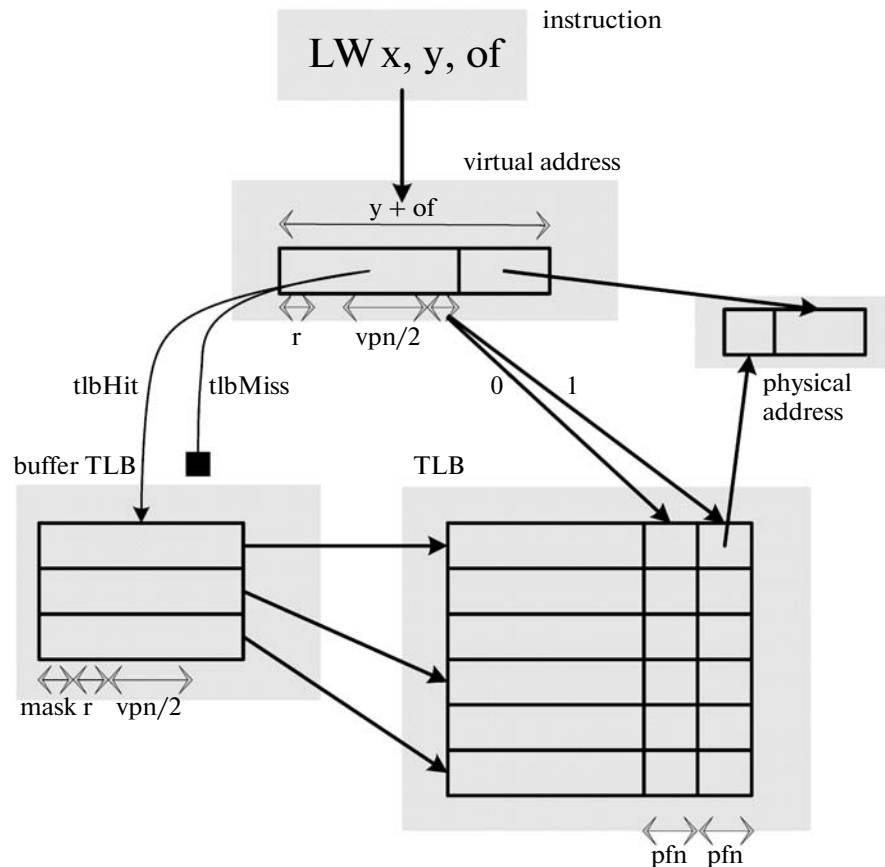 instruction
LW x, y, of
virtual address
y + of
r
vpn/2
tlbHit
tlbMiss
0
1
physical
address
buffer TLB
TLB
mask r
vpn/2
pfn
pfn